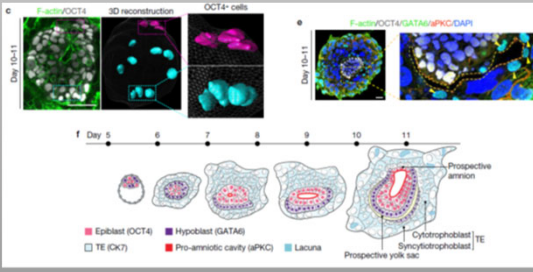 c
F-actin/OCT4
3D reconstruction
OCT4+ cells
Day 10–11
e
F-actin/OCT4/GATA6/aPKC/DAPI
Day 10–11
f
Day 5 6 7 8 9 10 11
Prospective
amnion
Epiblast (OCT4)
Hypoblast (GATA6)
TE (CK7)
Pro-amniotic cavity (aPKC)
Lacuna
Cytotrophoblast
Syncytiotrophoblast
TE
Prospective yolk sac